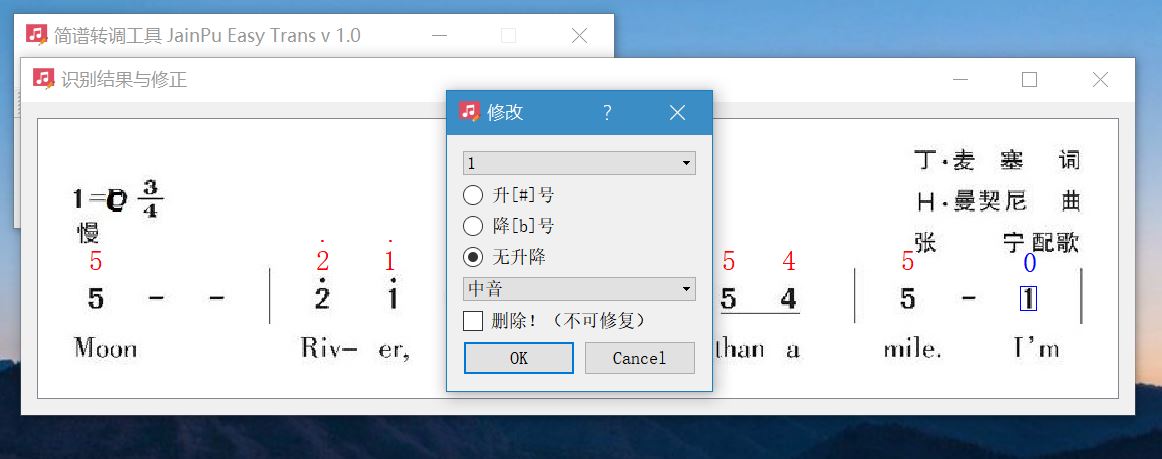 简谱转调工具 JainPu Easy Trans v 1.0
识别结果与修正
修改
?
1
升[#]号
降[b]号
无升降
中音
删除！（不可修复）
OK
Cancel
丁·麦 塞 词
1=D 3/4
H·曼契尼 曲
慢
张 宁配歌
5 2 1 5 4 5 0
5 - - 2 1 5 4 5 - 1
Moon Riv- er, than a mile. I'm